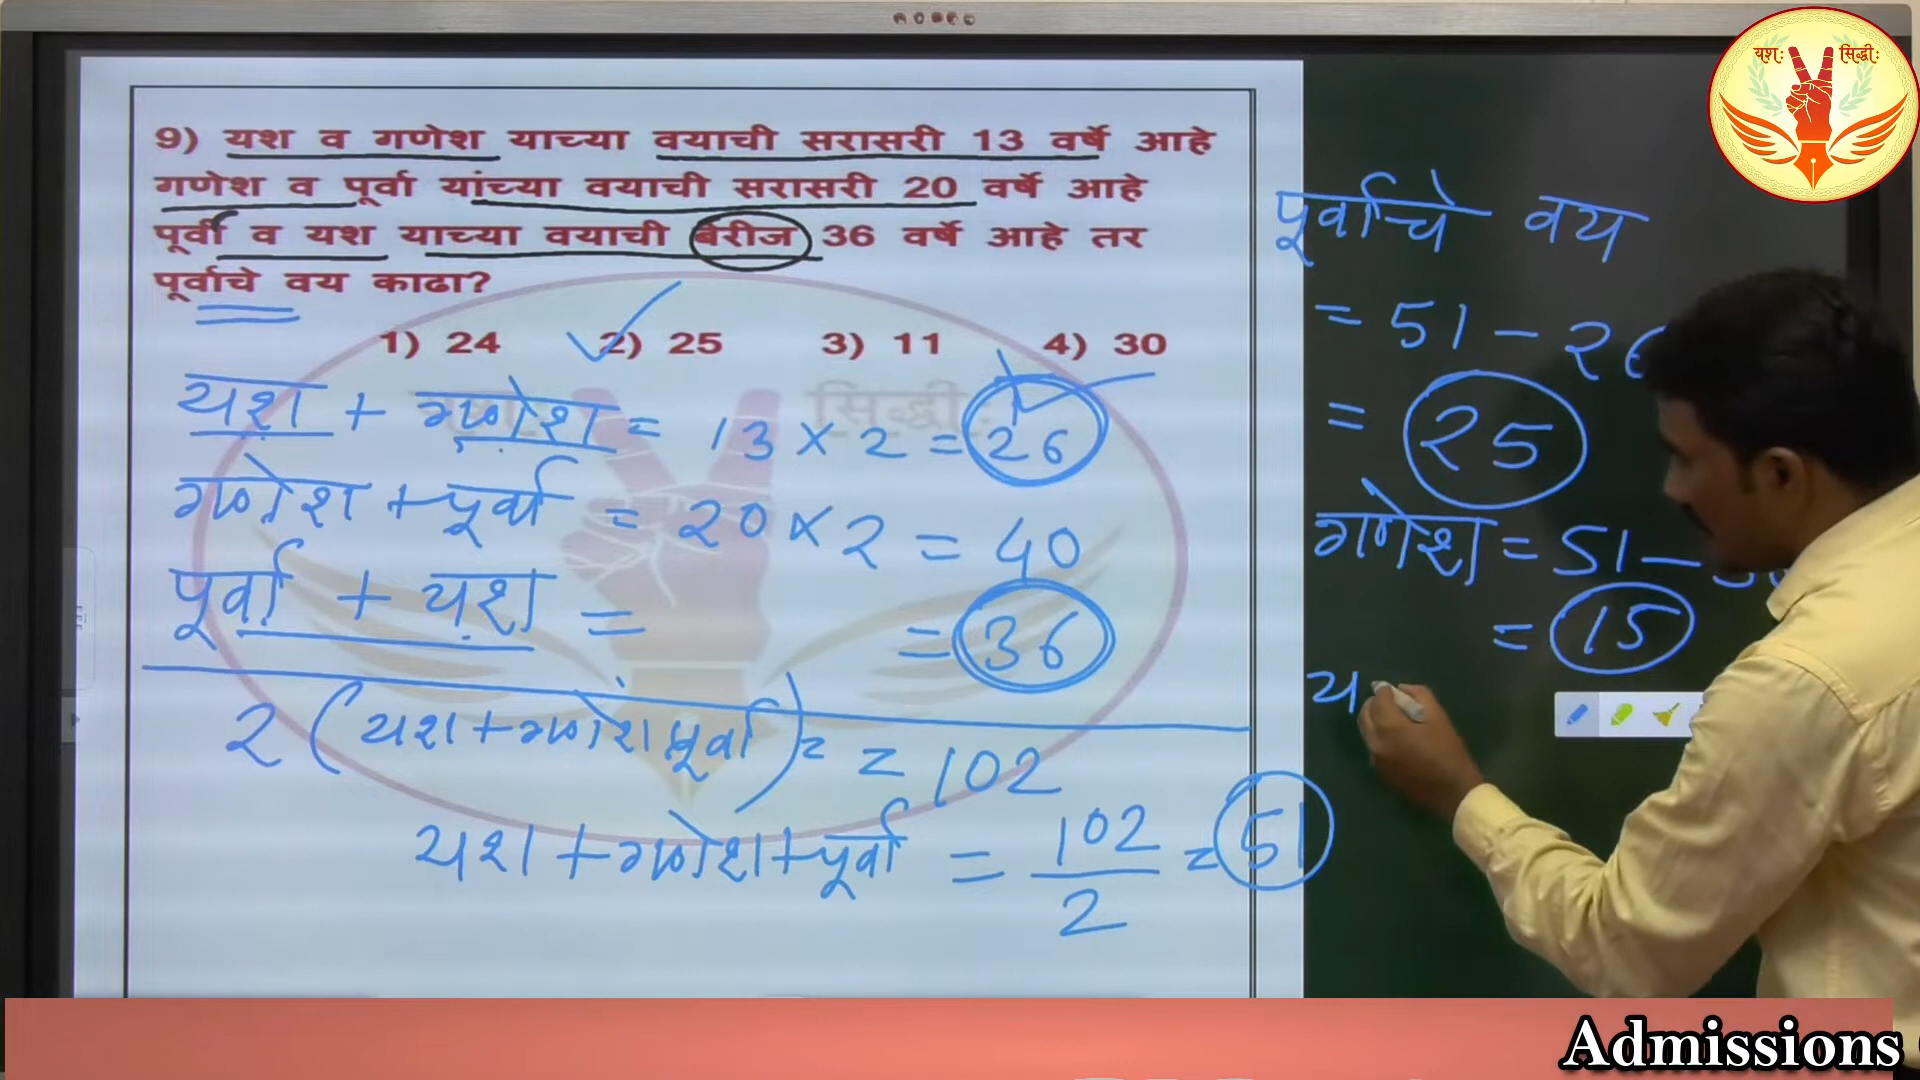 9) यश व गणेश याच्या वयाची सरासरी 13 वर्षे आहे
गणेश व पूर्वा यांच्या वयाची सरासरी 20 वर्षे आहे
पूर्वा व यश याच्या वयाची बेरीज 36 वर्षे आहे तर
पूर्वाचे वय काढा?
1) 24 2) 25 3) 11 4) 30
यश + गणेश = 13 × 2 = 26
गणेश + पूर्वा = 20 × 2 = 40
पूर्वा + यश = = 36
2 (यश + गणेश + पूर्वा) = = 102
यश + गणेश + पूर्वा = 102/2 = 51
पूर्वाचे वय
= 51 - 26
= 25
गणेश = 51 -
= 15
य
यशः सिद्धीः
सिद्धीः
Admissions